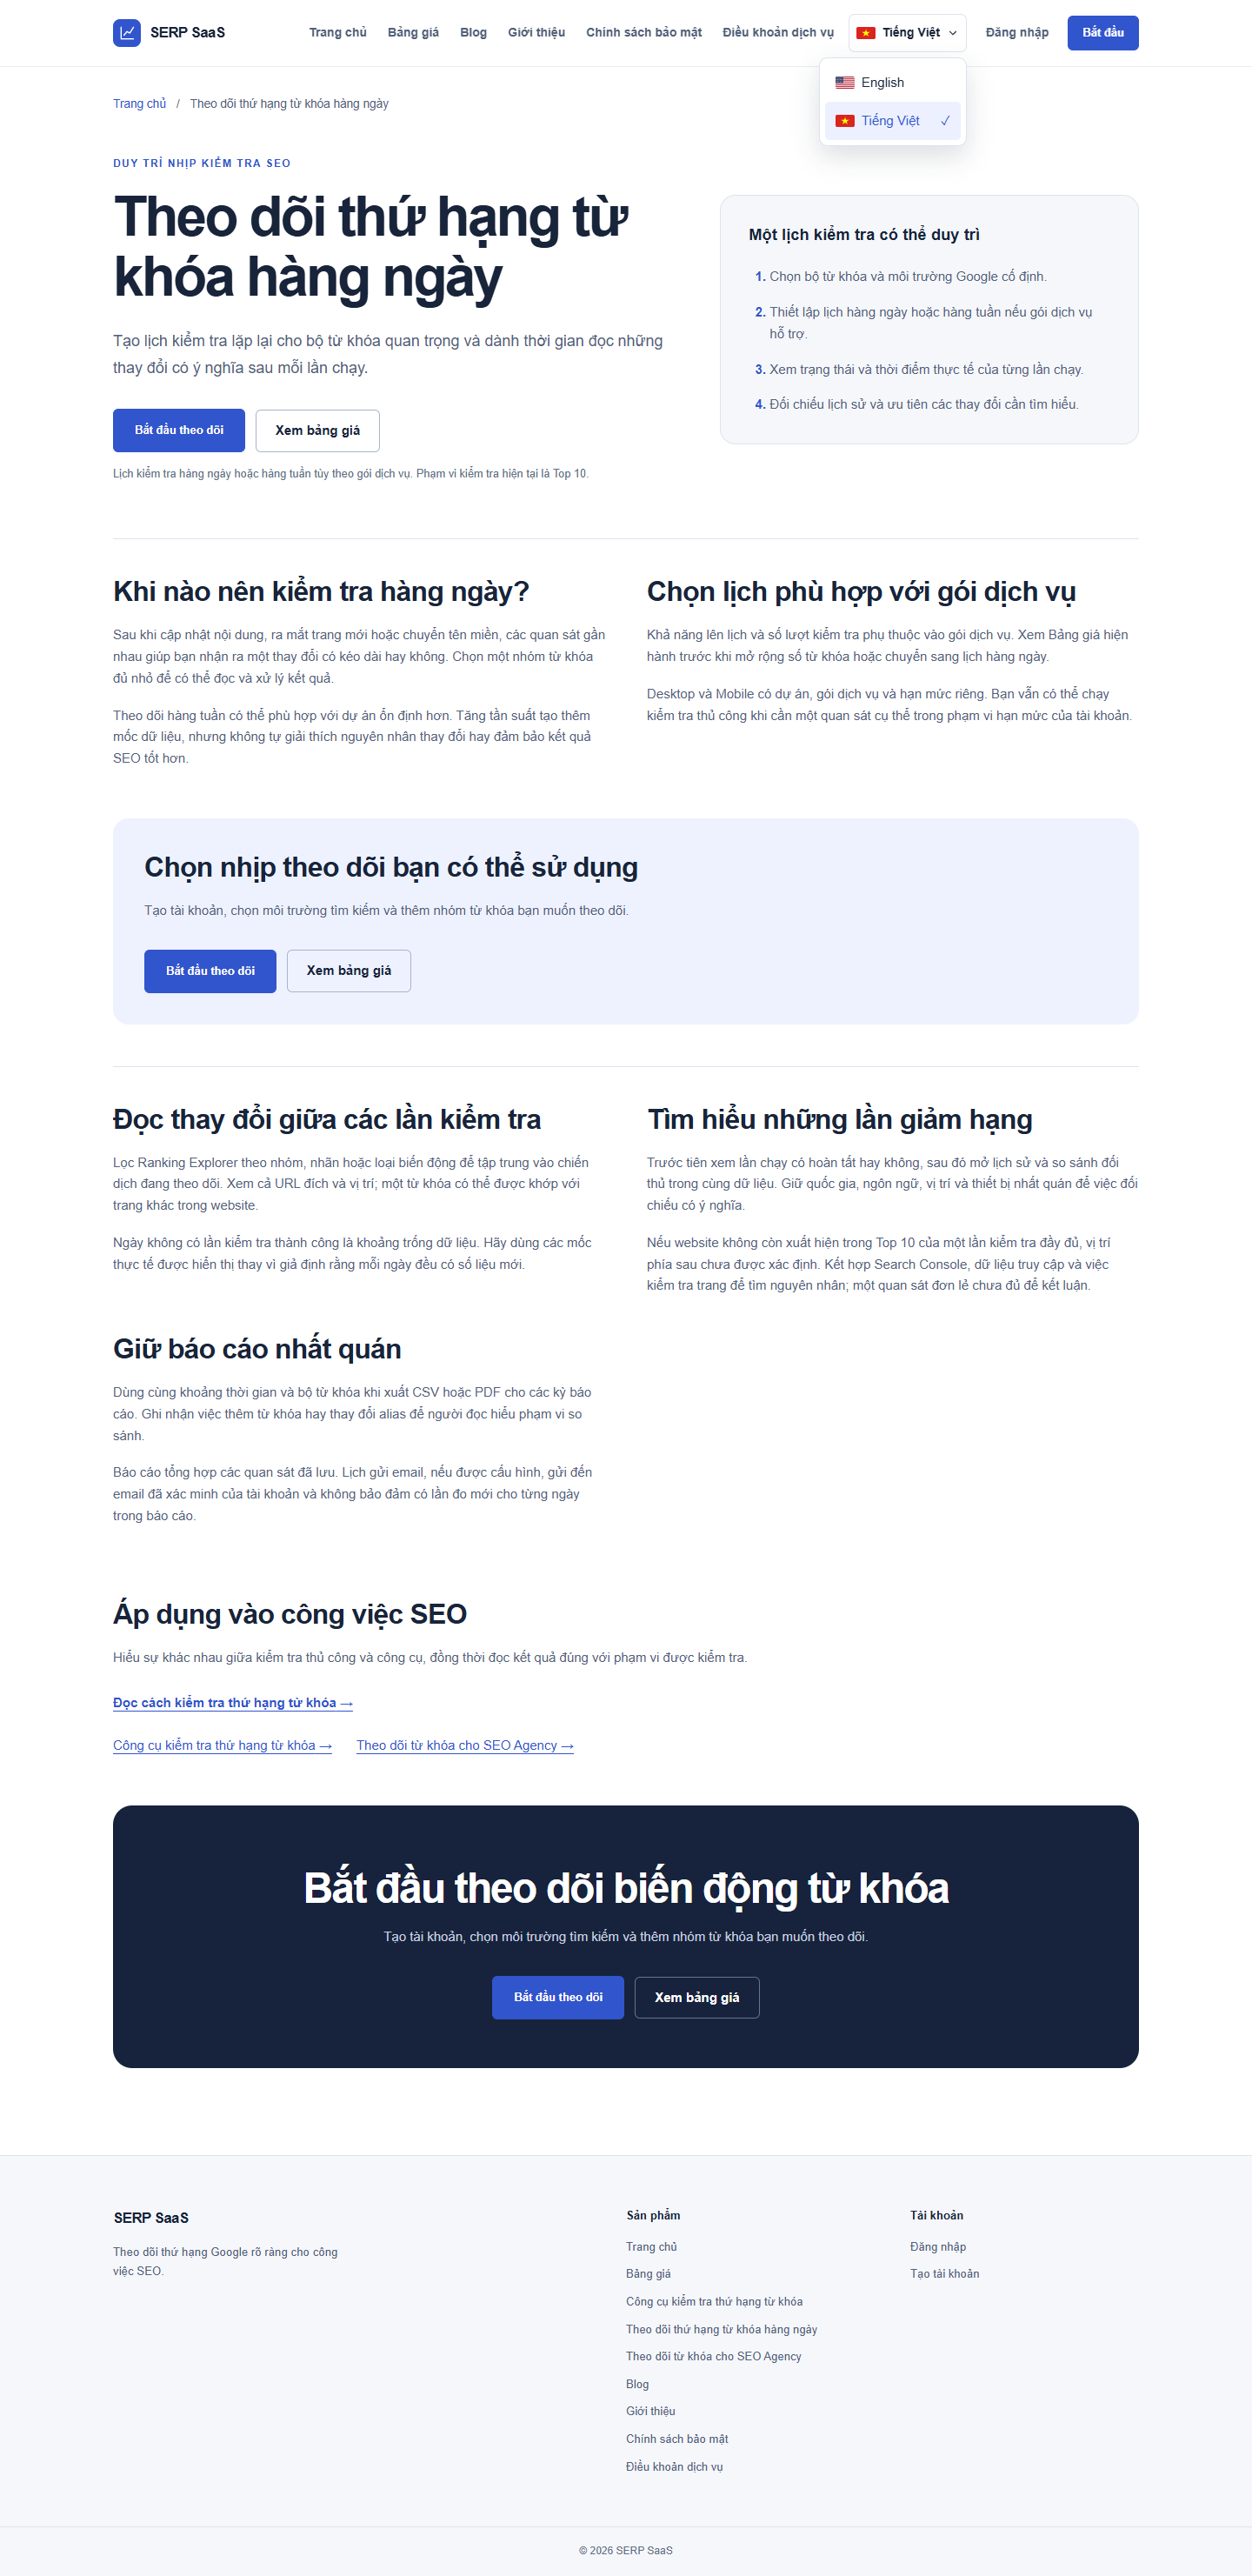 SERP SaaS
Trang chủ
Bảng giá
Blog
Giới thiệu
Chính sách bảo mật
Điều khoản dịch vụ
Tiếng Việt
Đăng nhập
Bắt đầu
English
Tiếng Việt ✓
Trang chủ / Theo dõi thứ hạng từ khóa hàng ngày
DUY TRÌ NHỊP KIỂM TRA SEO
Theo dõi thứ hạng từ
khóa hàng ngày
Tạo lịch kiểm tra lặp lại cho bộ từ khóa quan trọng và dành thời gian đọc những
thay đổi có ý nghĩa sau mỗi lần chạy.
Bắt đầu theo dõi
Xem bảng giá
Lịch kiểm tra hàng ngày hoặc hàng tuần tùy theo gói dịch vụ. Phạm vi kiểm tra hiện tại là Top 10.
Một lịch kiểm tra có thể duy trì
1. Chọn bộ từ khóa và môi trường Google cố định.
2. Thiết lập lịch hàng ngày hoặc hàng tuần nếu gói dịch vụ
hỗ trợ.
3. Xem trạng thái và thời điểm thực tế của từng lần chạy.
4. Đối chiếu lịch sử và ưu tiên các thay đổi cần tìm hiểu.
Khi nào nên kiểm tra hàng ngày?
Sau khi cập nhật nội dung, ra mắt trang mới hoặc chuyển tên miền, các quan sát gần
nhau giúp bạn nhận ra một thay đổi có kéo dài hay không. Chọn một nhóm từ khóa
đủ nhỏ để có thể đọc và xử lý kết quả.
Theo dõi hàng tuần có thể phù hợp với dự án ổn định hơn. Tăng tần suất tạo thêm
mốc dữ liệu, nhưng không tự giải thích nguyên nhân thay đổi hay đảm bảo kết quả
SEO tốt hơn.
Chọn lịch phù hợp với gói dịch vụ
Khả năng lên lịch và số lượt kiểm tra phụ thuộc vào gói dịch vụ. Xem Bảng giá hiện
hành trước khi mở rộng số từ khóa hoặc chuyển sang lịch hàng ngày.
Desktop và Mobile có dự án, gói dịch vụ và hạn mức riêng. Bạn vẫn có thể chạy
kiểm tra thủ công khi cần một quan sát cụ thể trong phạm vi hạn mức của tài khoản.
Chọn nhịp theo dõi bạn có thể sử dụng
Tạo tài khoản, chọn môi trường tìm kiếm và thêm nhóm từ khóa bạn muốn theo dõi.
Bắt đầu theo dõi
Xem bảng giá
Đọc thay đổi giữa các lần kiểm tra
Lọc Ranking Explorer theo nhóm, nhãn hoặc loại biến động để tập trung vào chiến
dịch đang theo dõi. Xem cả URL đích và vị trí; một từ khóa có thể được khớp với
trang khác trong website.
Ngày không có lần kiểm tra thành công là khoảng trống dữ liệu. Hãy dùng các mốc
thực tế được hiển thị thay vì giả định rằng mỗi ngày đều có số liệu mới.
Tìm hiểu những lần giảm hạng
Trước tiên xem lần chạy có hoàn tất hay không, sau đó mở lịch sử và so sánh đối
thủ trong cùng dữ liệu. Giữ quốc gia, ngôn ngữ, vị trí và thiết bị nhất quán để việc đối
chiếu có ý nghĩa.
Nếu website không còn xuất hiện trong Top 10 của một lần kiểm tra đầy đủ, vị trí
phía sau chưa được xác định. Kết hợp Search Console, dữ liệu truy cập và việc
kiểm tra trang để tìm nguyên nhân; một quan sát đơn lẻ chưa đủ để kết luận.
Giữ báo cáo nhất quán
Dùng cùng khoảng thời gian và bộ từ khóa khi xuất CSV hoặc PDF cho các kỳ báo
cáo. Ghi nhận việc thêm từ khóa hay thay đổi alias để người đọc hiểu phạm vi so
sánh.
Báo cáo tổng hợp các quan sát đã lưu. Lịch gửi email, nếu được cấu hình, gửi đến
email đã xác minh của tài khoản và không bảo đảm có lần đo mới cho từng ngày
trong báo cáo.
Áp dụng vào công việc SEO
Hiểu sự khác nhau giữa kiểm tra thủ công và công cụ, đồng thời đọc kết quả đúng với phạm vi được kiểm tra.
Đọc cách kiểm tra thứ hạng từ khóa →
Công cụ kiểm tra thứ hạng từ khóa →
Theo dõi từ khóa cho SEO Agency →
Bắt đầu theo dõi biến động từ khóa
Tạo tài khoản, chọn môi trường tìm kiếm và thêm nhóm từ khóa bạn muốn theo dõi.
Bắt đầu theo dõi
Xem bảng giá
SERP SaaS
Theo dõi thứ hạng Google rõ ràng cho công
việc SEO.
Sản phẩm
Trang chủ
Bảng giá
Công cụ kiểm tra thứ hạng từ khóa
Theo dõi thứ hạng từ khóa hàng ngày
Theo dõi từ khóa cho SEO Agency
Blog
Giới thiệu
Chính sách bảo mật
Điều khoản dịch vụ
Tài khoản
Đăng nhập
Tạo tài khoản
© 2026 SERP SaaS